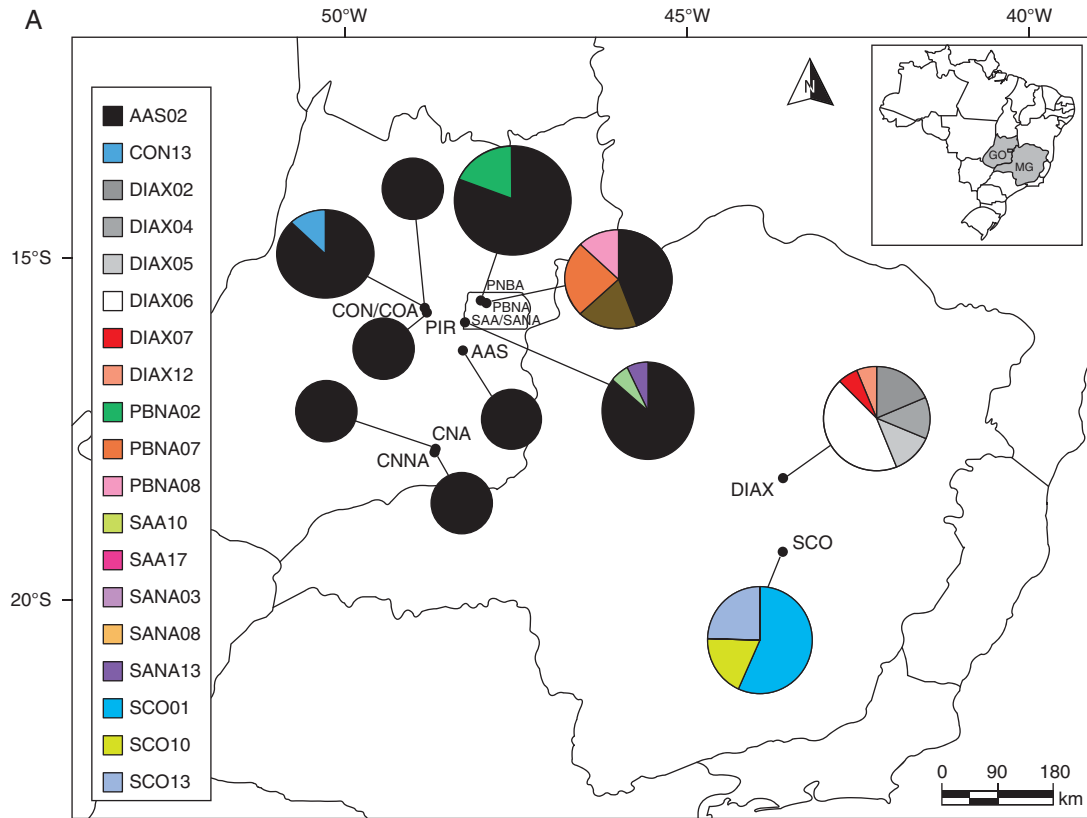 A
50°W
45°W
40°W
15°S
20°S
AAS02
CON13
DIAX02
DIAX04
DIAX05
DIAX06
DIAX07
DIAX12
PBNA02
PBNA07
PBNA08
SAA10
SAA17
SANA03
SANA08
SANA13
SCO01
SCO10
SCO13
N
GO
MG
PNBA
PBNA
CON/COA
PIR
SAA/SANA
AAS
CNA
CNNA
DIAX
SCO
0 90 180
km